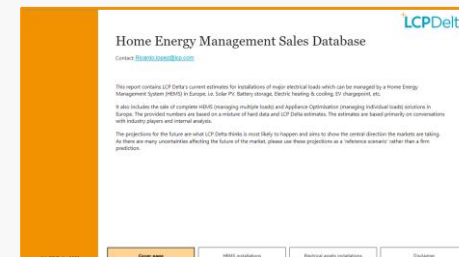 LCPDelt
Home Energy Management Sales Database
Contact: Ricardo.lopez@lcp.com
This report contains LCP Delta's current estimates for installations of major electrical loads which can be managed by a Home Energy
Management System (HEMS) in Europe, i.e. Solar PV, Battery storage, Electric heating & cooling, EV chargepoint, etc.
It also includes the sale of complete HEMS (managing multiple loads) and Appliance Optimisation (managing individual loads) solutions in
Europe. The provided numbers are based on a mixture of hard data and LCP Delta estimates. The estimates are based primarily on conversations
with industry players and internal analysis.
The projections for the future are what LCP Delta thinks is most likely to happen and aims to show the central direction the markets are taking.
As there are many uncertainties affecting the future of the market, please use these projections as a 'reference scenario' rather than a firm
prediction.
Cover page
HEMS installations
Electrical assets installations
Disclaimer